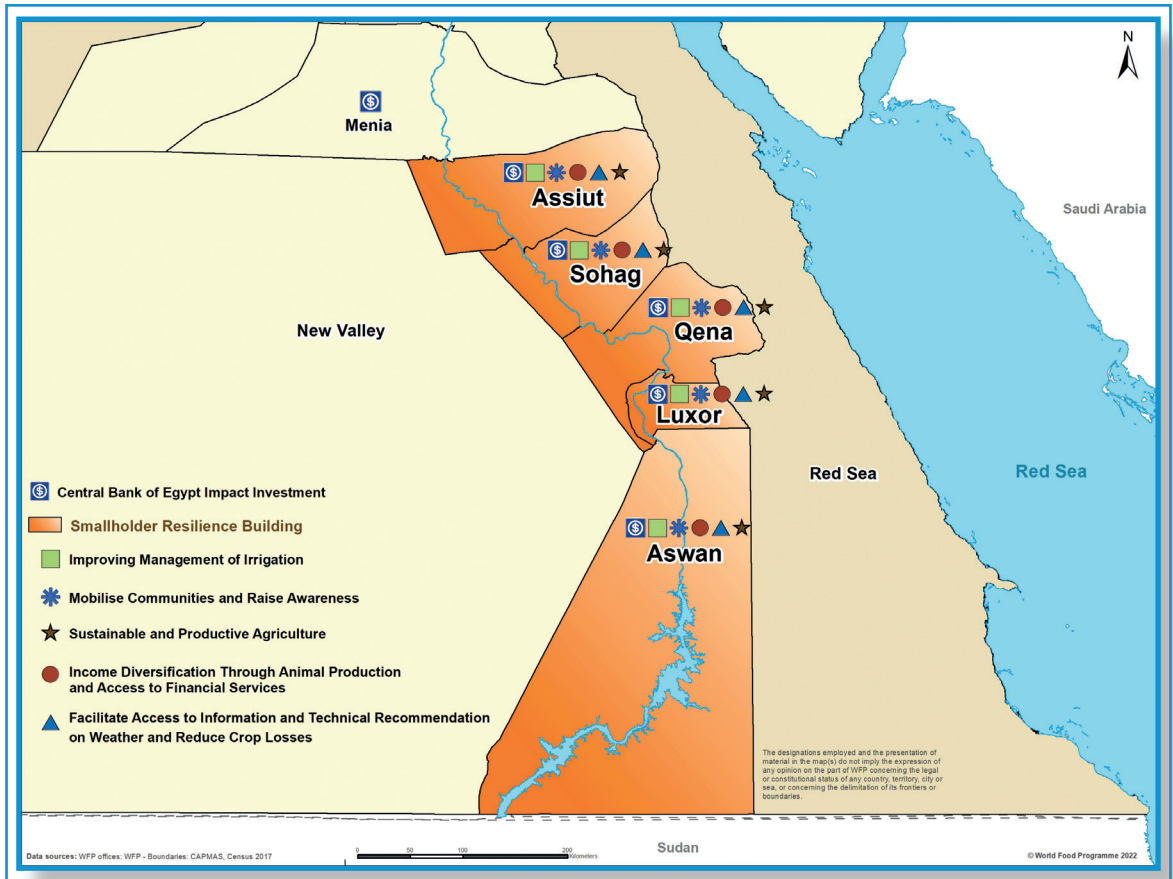 N
Menia
Assiut
Saudi Arabia
Sohag
Qena
New Valley
Luxor
Red Sea
Red Sea
Central Bank of Egypt Impact Investment
Smallholder Resilience Building
Aswan
Improving Management of Irrigation
Mobilise Communities and Raise Awareness
Sustainable and Productive Agriculture
Income Diversification Through Animal Production
and Access to Financial Services
Facilitate Access to Information and Technical Recommendation
on Weather and Reduce Crop Losses
The designations employed and the presentation of
material in the map(s) do not imply the expression of
any opinion on the part of WFP concerning the legal
or constitutional status of any country, territory, city or
sea, or concerning the delimitation of its frontiers or
boundaries.
Data sources: WFP offices: WFP - Boundaries: CAPMAS, Census 2017
0 50 100 200
Kilometers
Sudan
© World Food Programme 2022